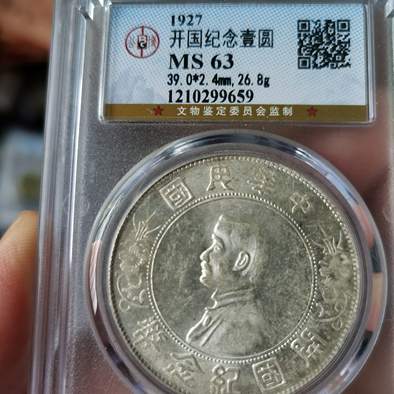 1927
开国纪念壹圆
MS 63
39.0*2.4mm,26.8g
1210299659
文物鉴定委员会监制
中華民國
開國紀念幣